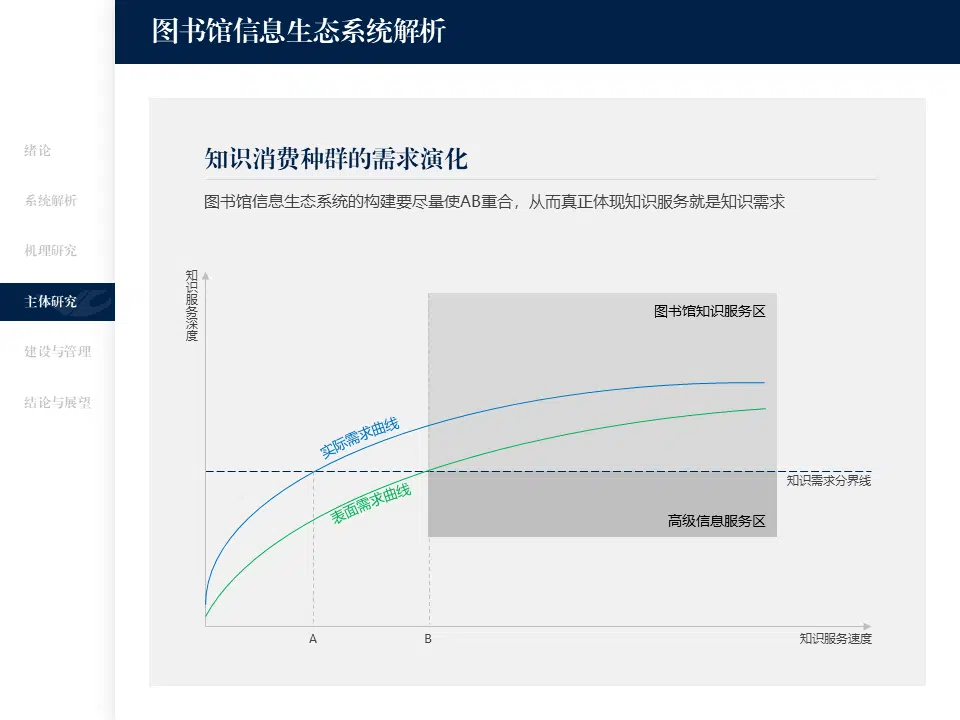 图书馆信息生态系统解析
绪论
系统解析
机理研究
主体研究
建设与管理
结论与展望
知识消费种群的需求演化
图书馆信息生态系统的构建要尽量使AB重合，从而真正体现知识服务就是知识需求
知识服务深度
图书馆知识服务区
实际需求曲线
表面需求曲线
知识需求分界线
高级信息服务区
A
B
知识服务速度